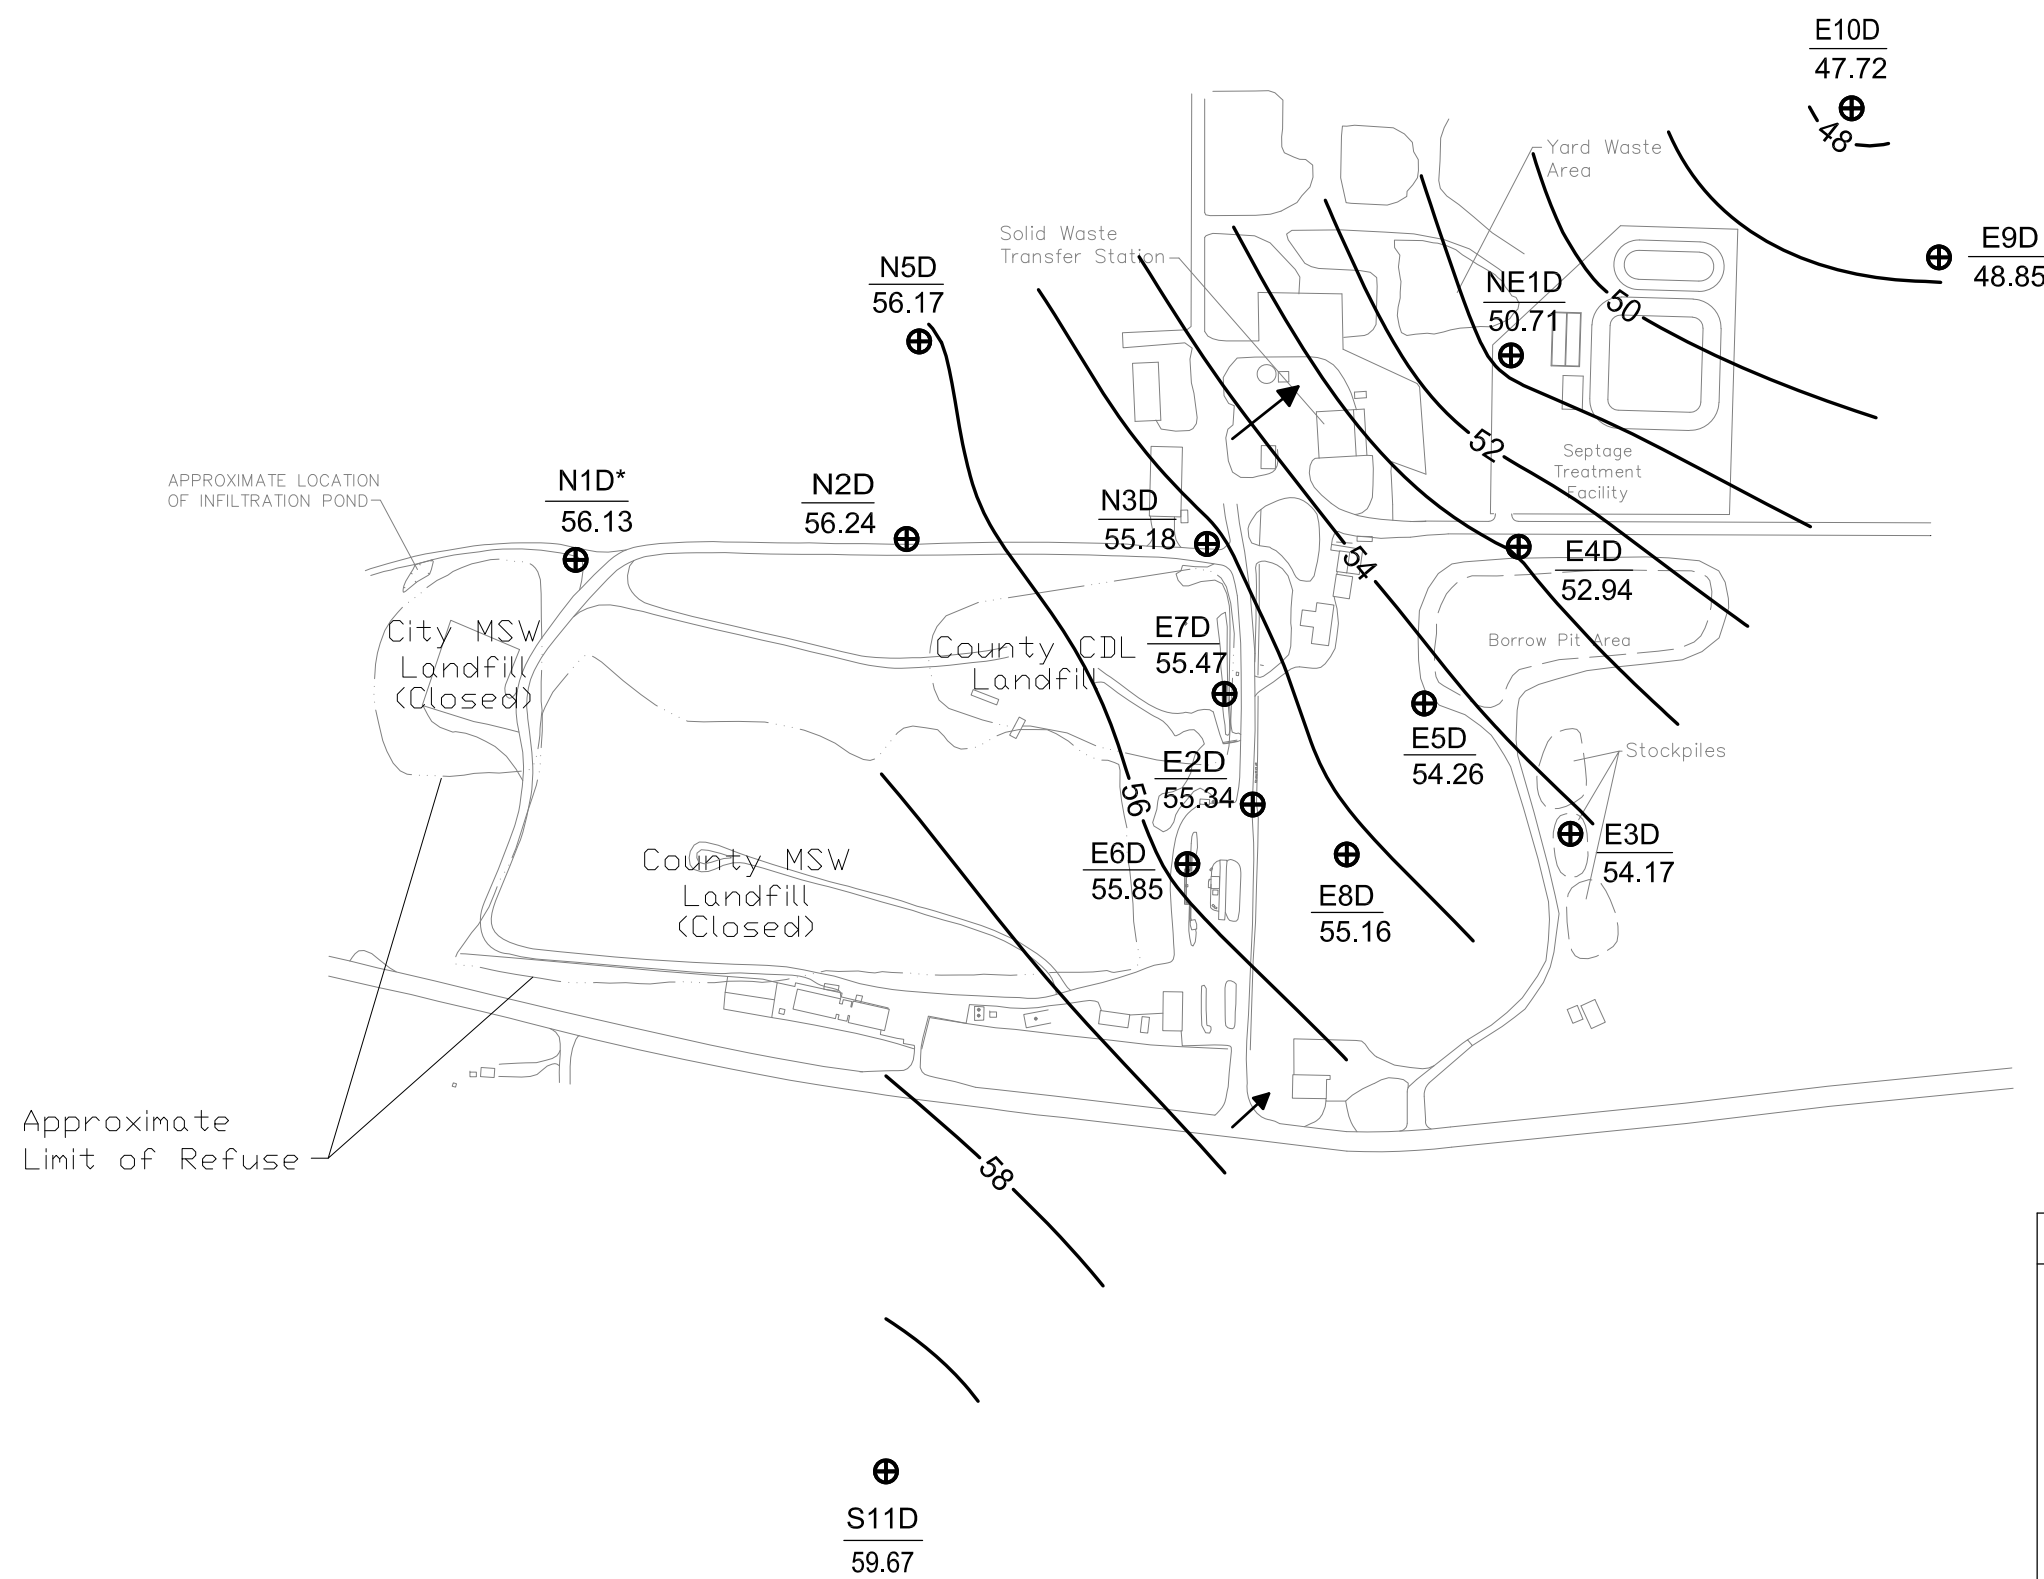 E10D
47.72
48
Yard Waste
Area
Solid Waste
Transfer Station
E9D
48.85
N5D
56.17
NE1D
50.71
50
52
Septage
Treatment
Facility
APPROXIMATE LOCATION
OF INFILTRATION POND
N1D*
56.13
N2D
56.24
N3D
55.18
54
E4D
52.94
City MSW
Landfill
(Closed)
County CDL
Landfill
E7D
55.47
Borrow Pit Area
E5D
54.26
Stockpiles
E2D
55.34
56
County MSW
Landfill
(Closed)
E6D
55.85
E8D
55.16
E3D
54.17
Approximate
Limit of Refuse
58
S11D
59.67